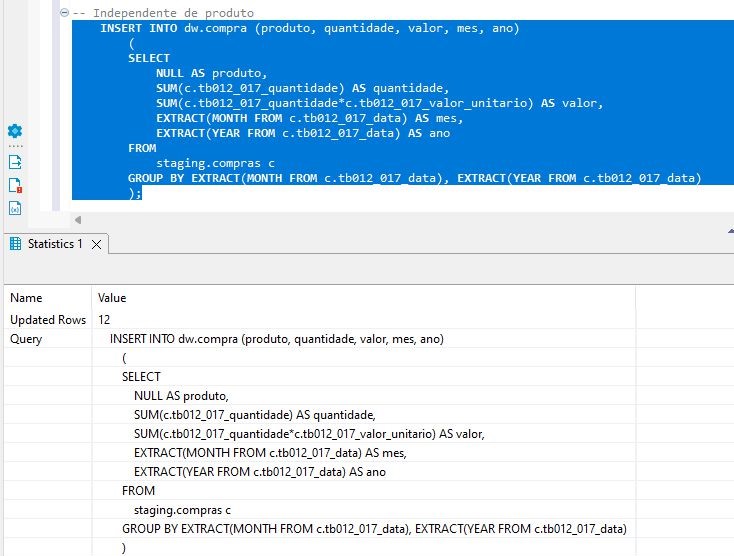 -- Independente de produto
INSERT INTO dw.compra (produto, quantidade, valor, mes, ano)
(
SELECT
NULL AS produto,
SUM(c.tb012_017_quantidade) AS quantidade,
SUM(c.tb012_017_quantidade*c.tb012_017_valor_unitario) AS valor,
EXTRACT(MONTH FROM c.tb012_017_data) AS mes,
EXTRACT(YEAR FROM c.tb012_017_data) AS ano
FROM
staging.compras c
GROUP BY EXTRACT(MONTH FROM c.tb012_017_data), EXTRACT(YEAR FROM c.tb012_017_data)
);
Statistics 1
Name Value
Updated Rows 12
Query INSERT INTO dw.compra (produto, quantidade, valor, mes, ano)
(
SELECT
NULL AS produto,
SUM(c.tb012_017_quantidade) AS quantidade,
SUM(c.tb012_017_quantidade*c.tb012_017_valor_unitario) AS valor,
EXTRACT(MONTH FROM c.tb012_017_data) AS mes,
EXTRACT(YEAR FROM c.tb012_017_data) AS ano
FROM
staging.compras c
GROUP BY EXTRACT(MONTH FROM c.tb012_017_data), EXTRACT(YEAR FROM c.tb012_017_data)
)